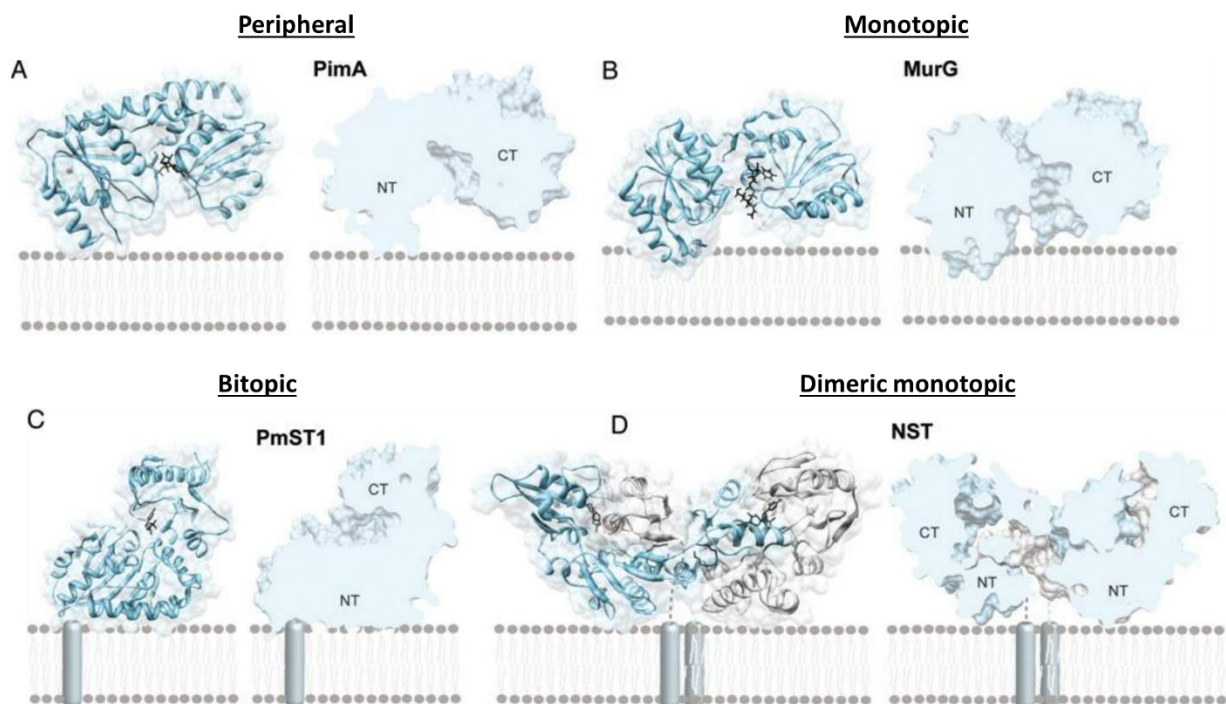 Peripheral
Monotopic
A
PimA
NT
CT
B
MurG
NT
CT
Bitopic
Dimeric monotopic
C
PmST1
CT
NT
D
NST
CT
NT
NT
CT